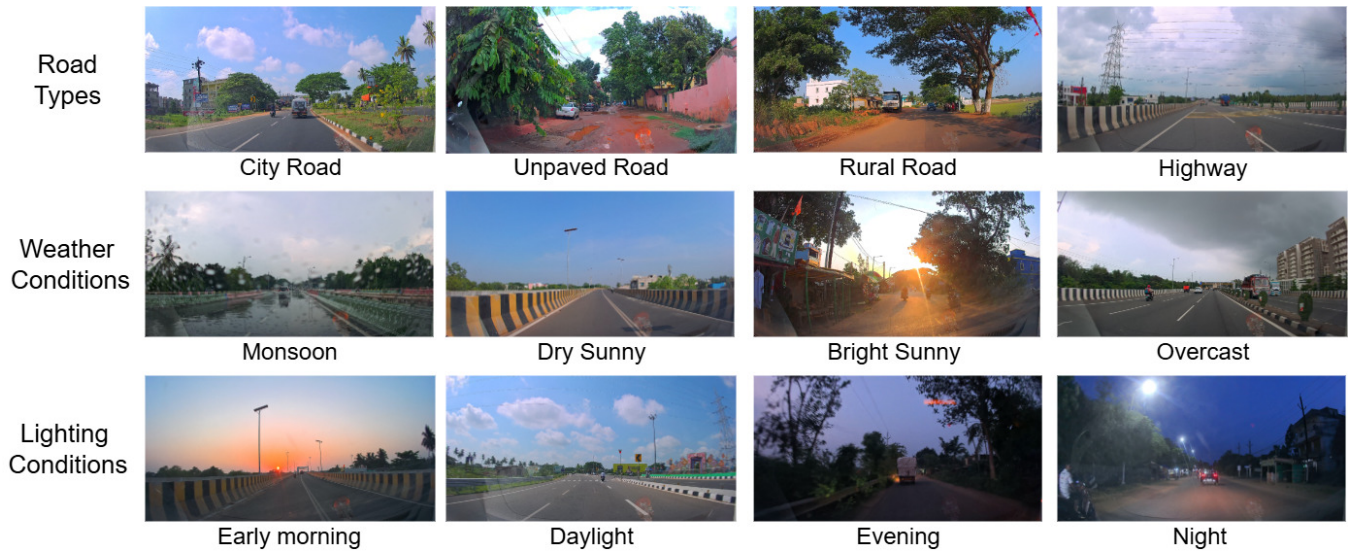 Road
Types
City Road
Unpaved Road
Rural Road
Highway
Weather
Conditions
Monsoon
Dry Sunny
Bright Sunny
Overcast
Lighting
Conditions
Early morning
Daylight
Evening
Night